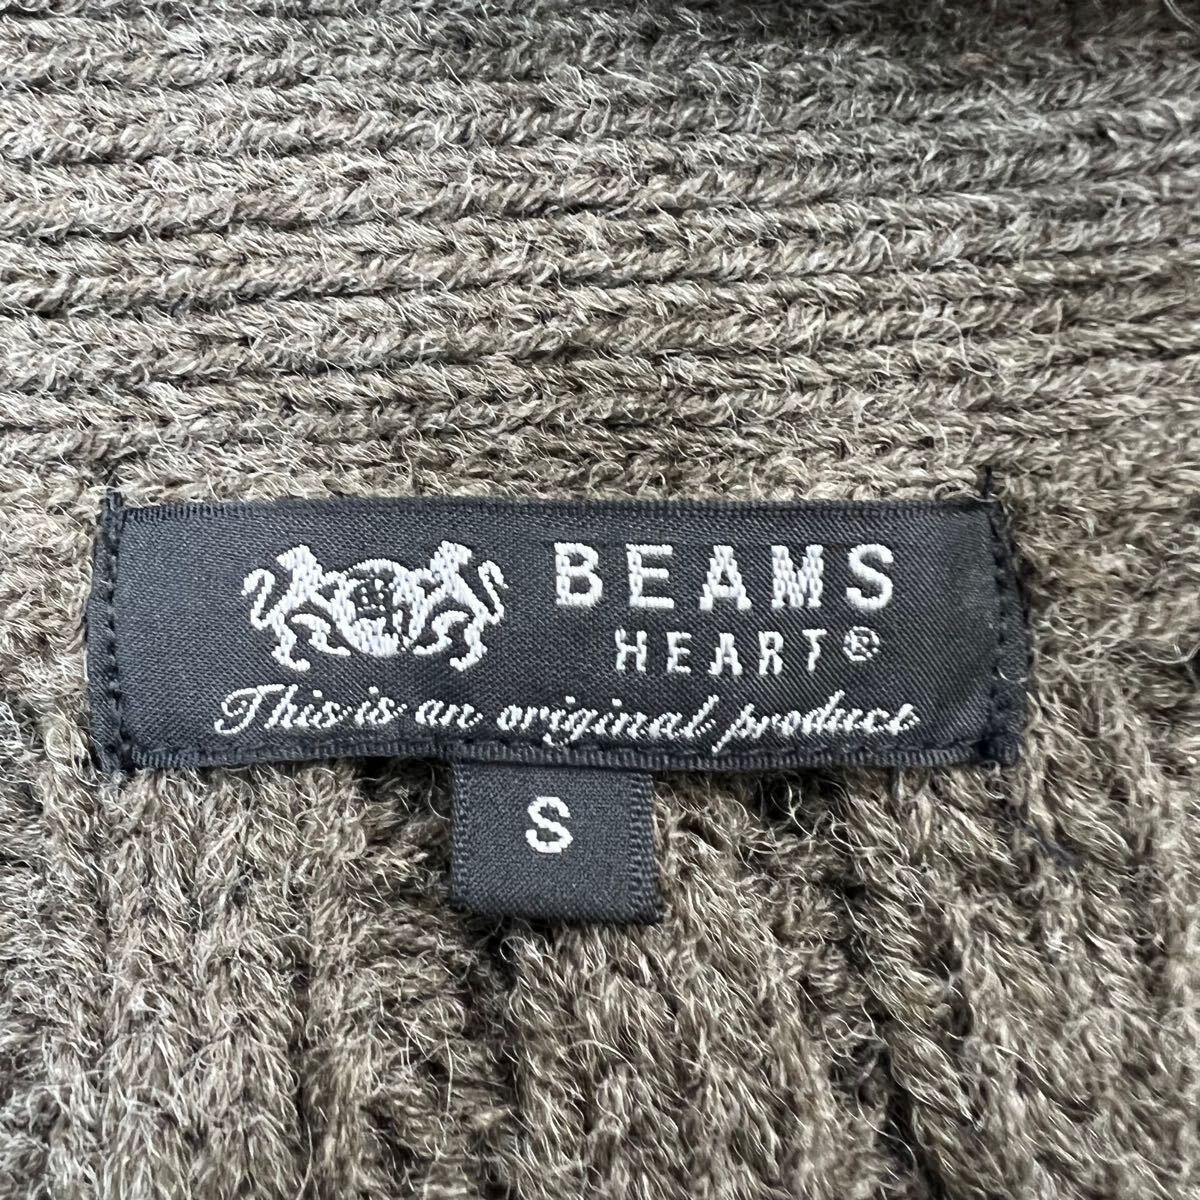 BEAMS
HEART®
This is an original product
S